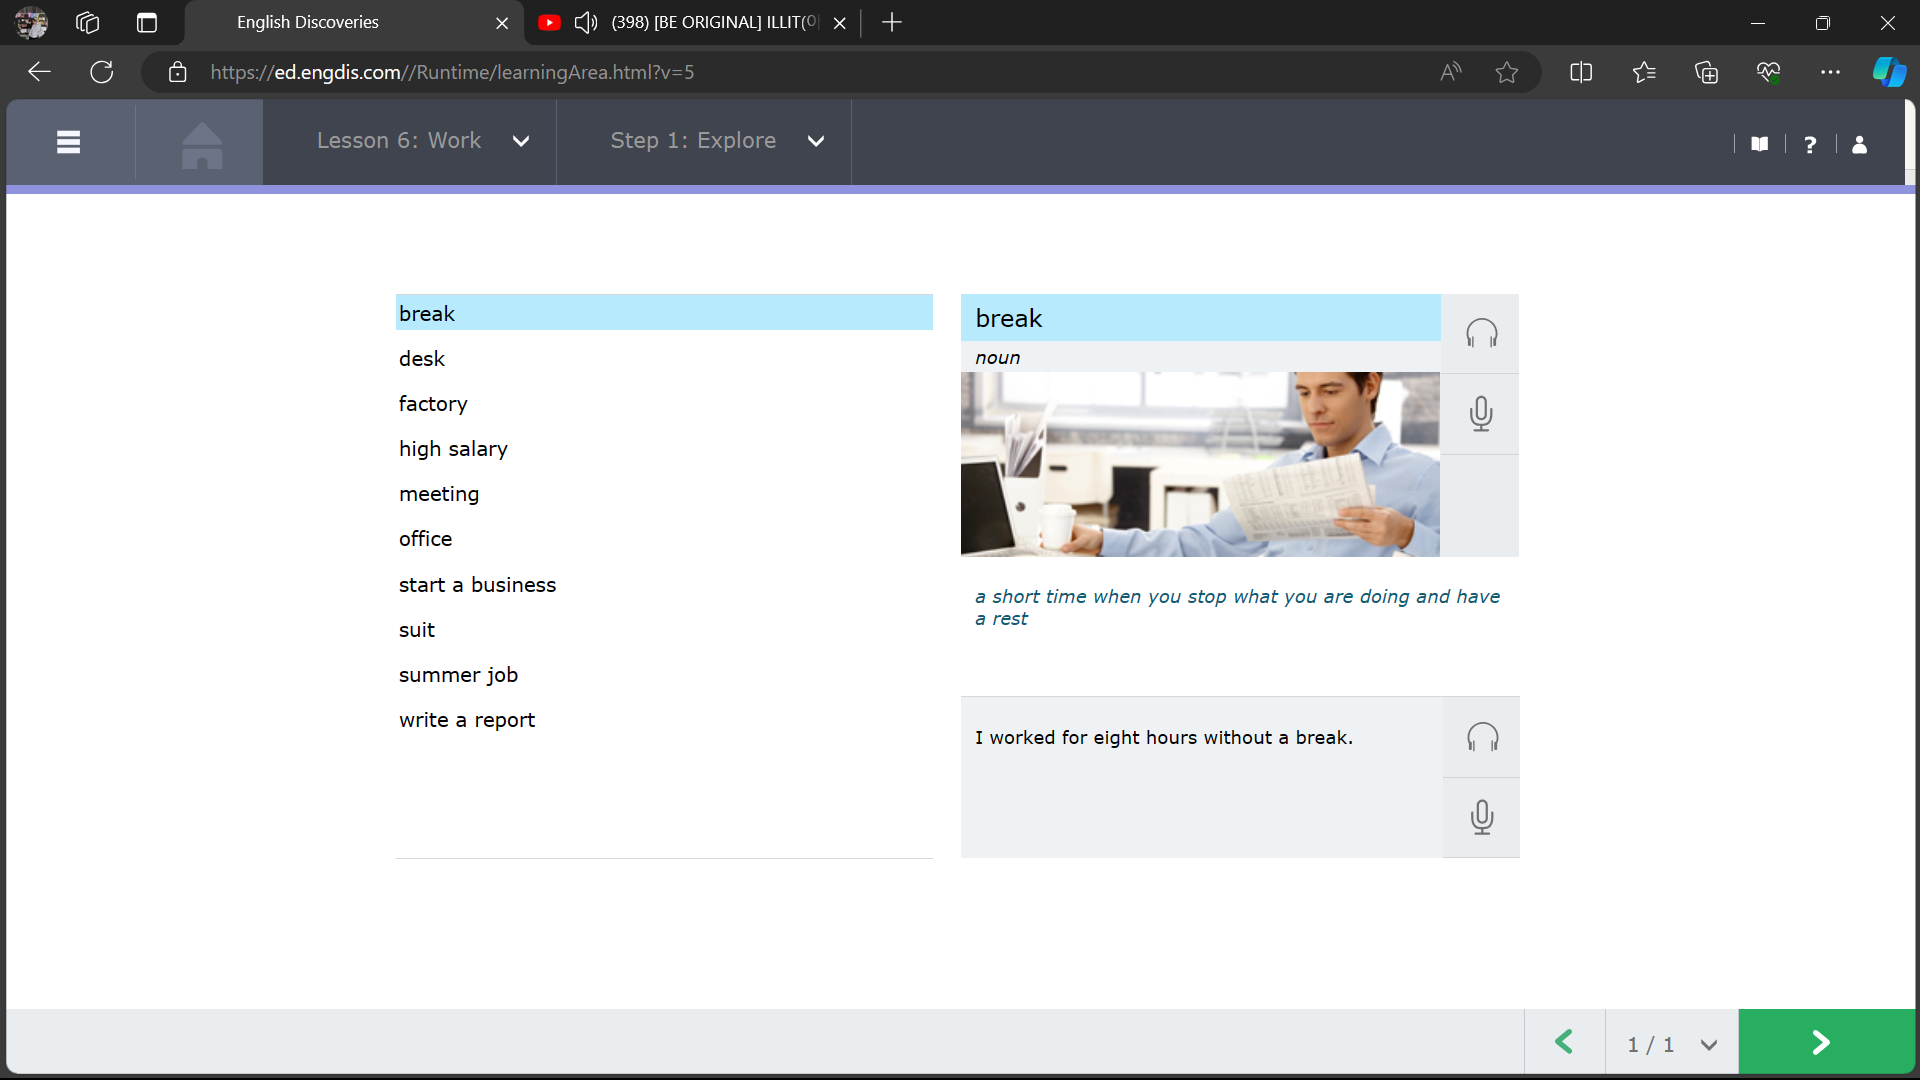 English Discoveries
(398) [BE ORIGINAL] ILLIT(
https://ed.engdis.com//Runtime/learningArea.html?v=5
Lesson 6: Work
Step 1: Explore
?
break
desk
factory
high salary
meeting
office
start a business
suit
summer job
write a report
break
noun
a short time when you stop what you are doing and have
a rest
I worked for eight hours without a break.
1 / 1